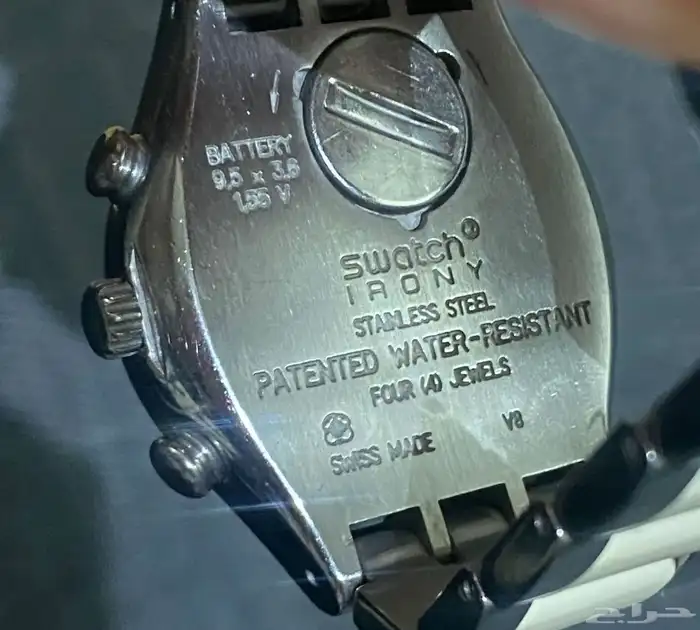 BATTERY
9,5 x 3.6
1,55 V
swatch
IRONY
STAINLESS STEEL
PATENTED WATER-RESISTANT
FOUR (4) JEWELS
SWISS MADE
V8
حراج